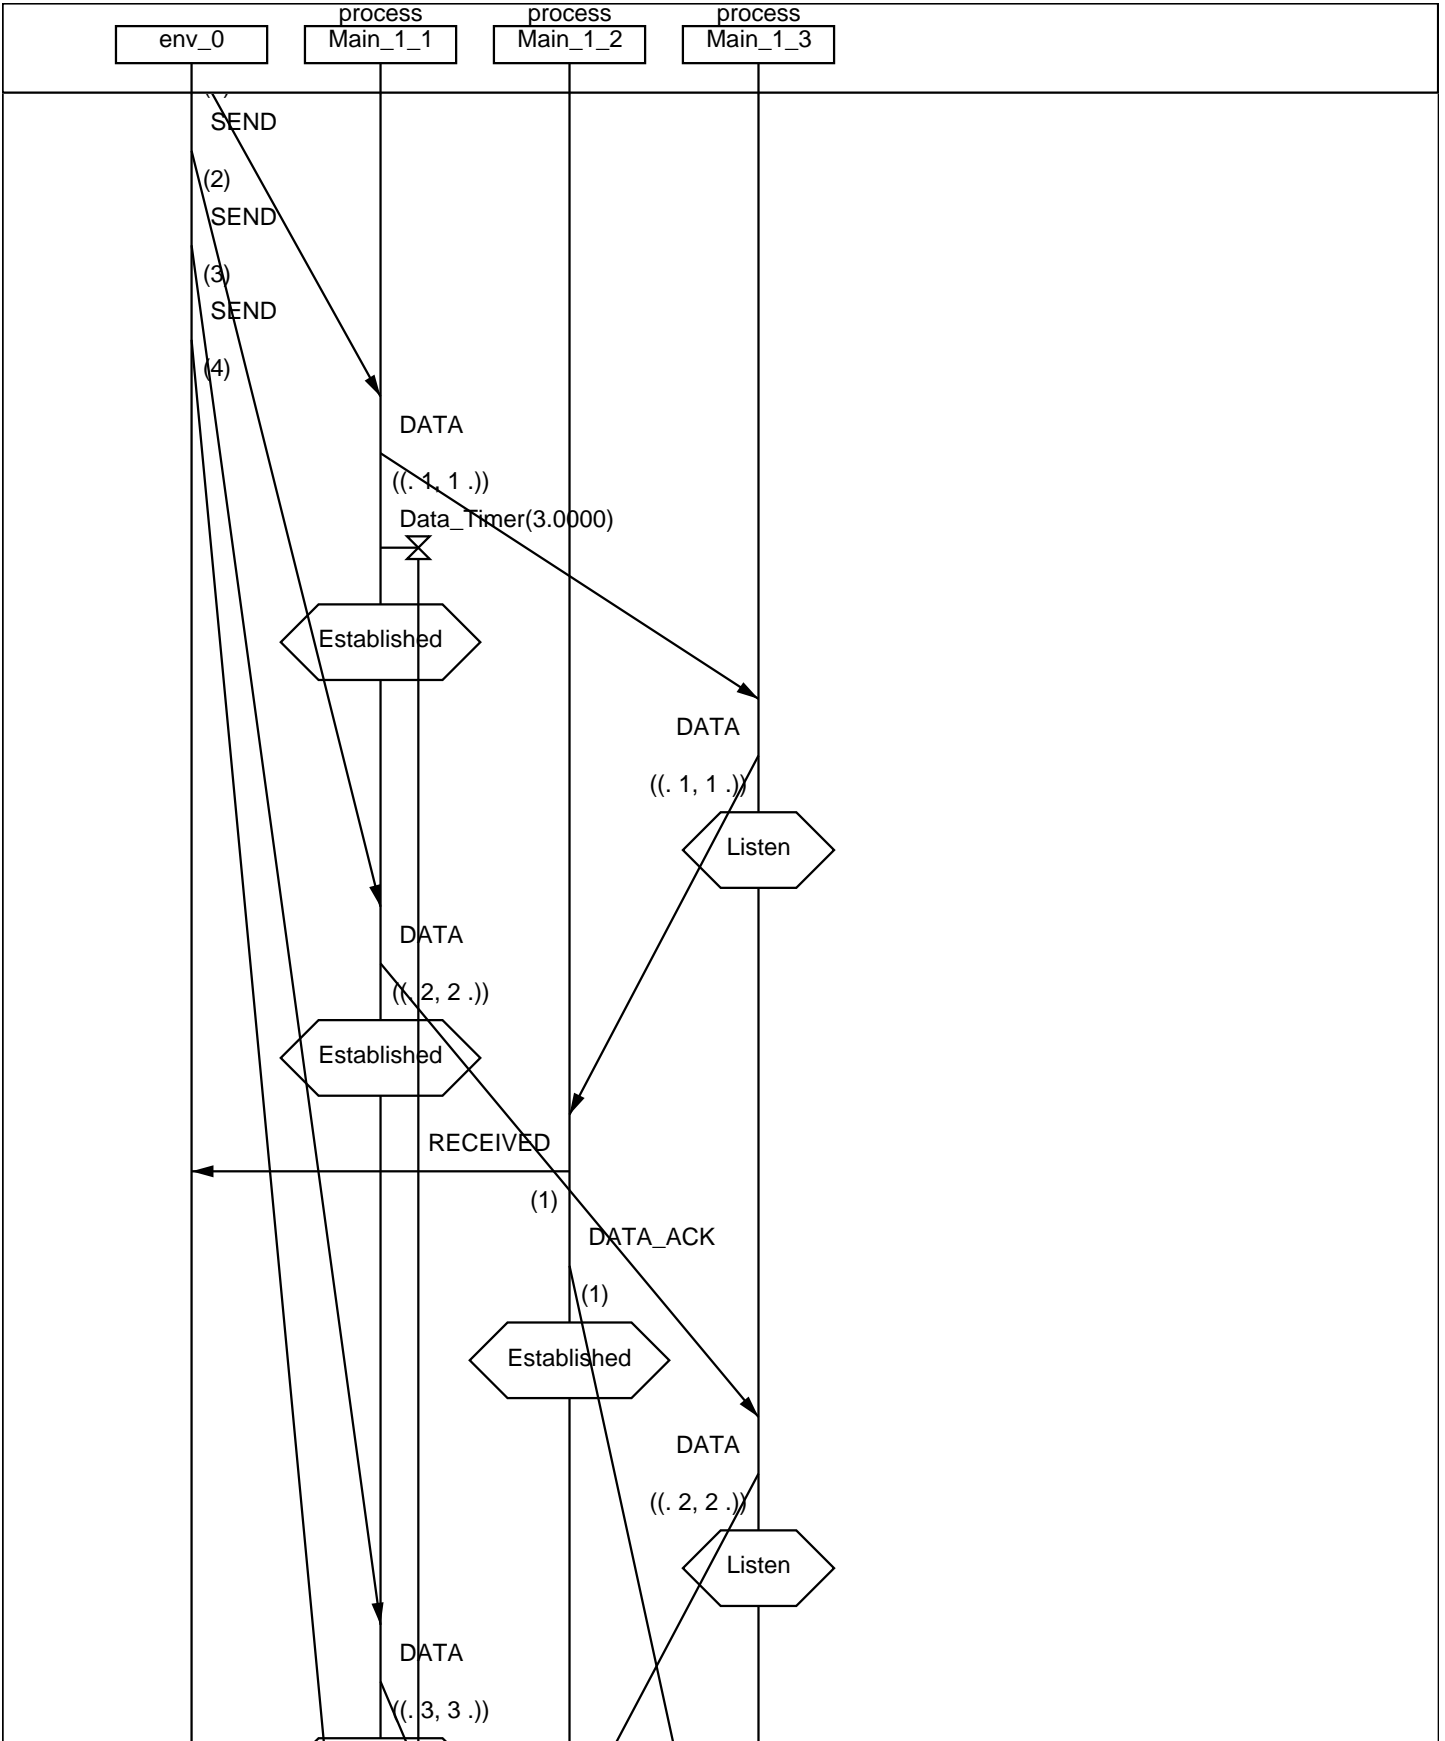 process process process
env_0 Main_1_1 Main_1_2 Main_1_3
SEND
(2)
SEND
(3)
SEND
(4)
DATA
((. 1, 1 .))
Data_Timer(3.0000)
Established
DATA
((. 1, 1 .))
Listen
DATA
((. 2, 2 .))
Established
RECEIVED
(1)
DATA_ACK
(1)
Established
DATA
((. 2, 2 .))
Listen
DATA
((. 3, 3 .))